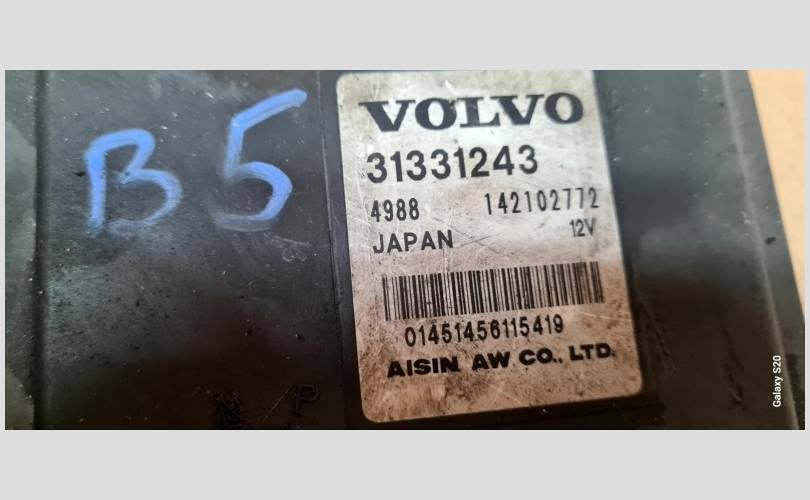 B5
VOLVO
31331243
4988 142102772
JAPAN 12V
01451456115419
AISIN AW CO., LTD.
N P
Galaxy S20